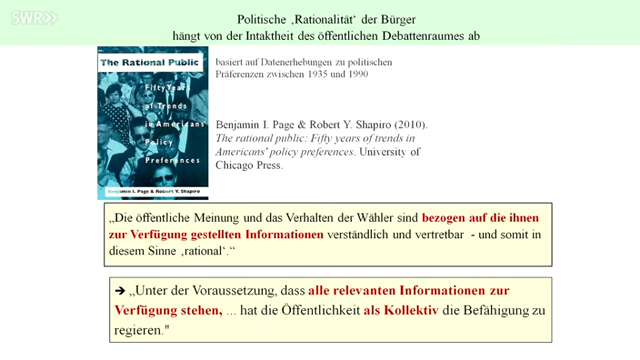 SWR»
Politische ‚Rationalität‘ der Bürger
hängt von der Intaktheit des öffentlichen Debattenraumes ab
The Rational Public
Fifty Years
of Trends
in Americans'
Policy
Preferences
Benjamin I. Page & Robert Y. Shapiro
basiert auf Datenerhebungen zu politischen
Präferenzen zwischen 1935 und 1990
Benjamin I. Page & Robert Y. Shapiro (2010).
The rational public: Fifty years of trends in
Americans' policy preferences. University of
Chicago Press.
„Die öffentliche Meinung und das Verhalten der Wähler sind bezogen auf die ihnen
zur Verfügung gestellten Informationen verständlich und vertretbar - und somit in
diesem Sinne ‚rational‘.“
➔ „Unter der Voraussetzung, dass alle relevanten Informationen zur
Verfügung stehen, ... hat die Öffentlichkeit als Kollektiv die Befähigung zu
regieren."